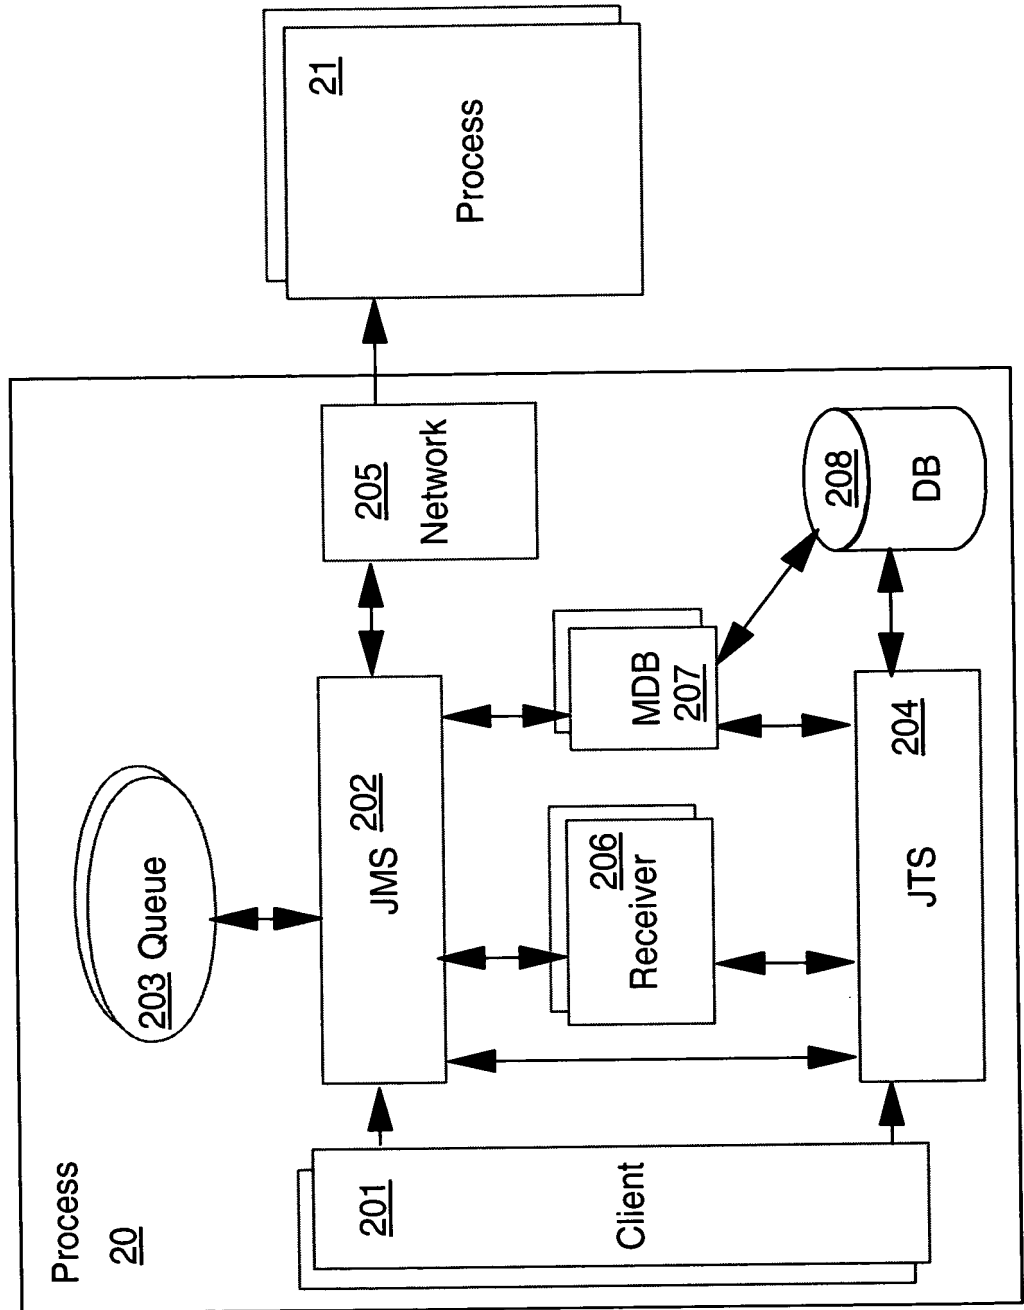 Process
20
203 Queue
201
Client
JMS 202
206
Receiver
MDB
207
JTS 204
205
Network
208
DB
21
Process